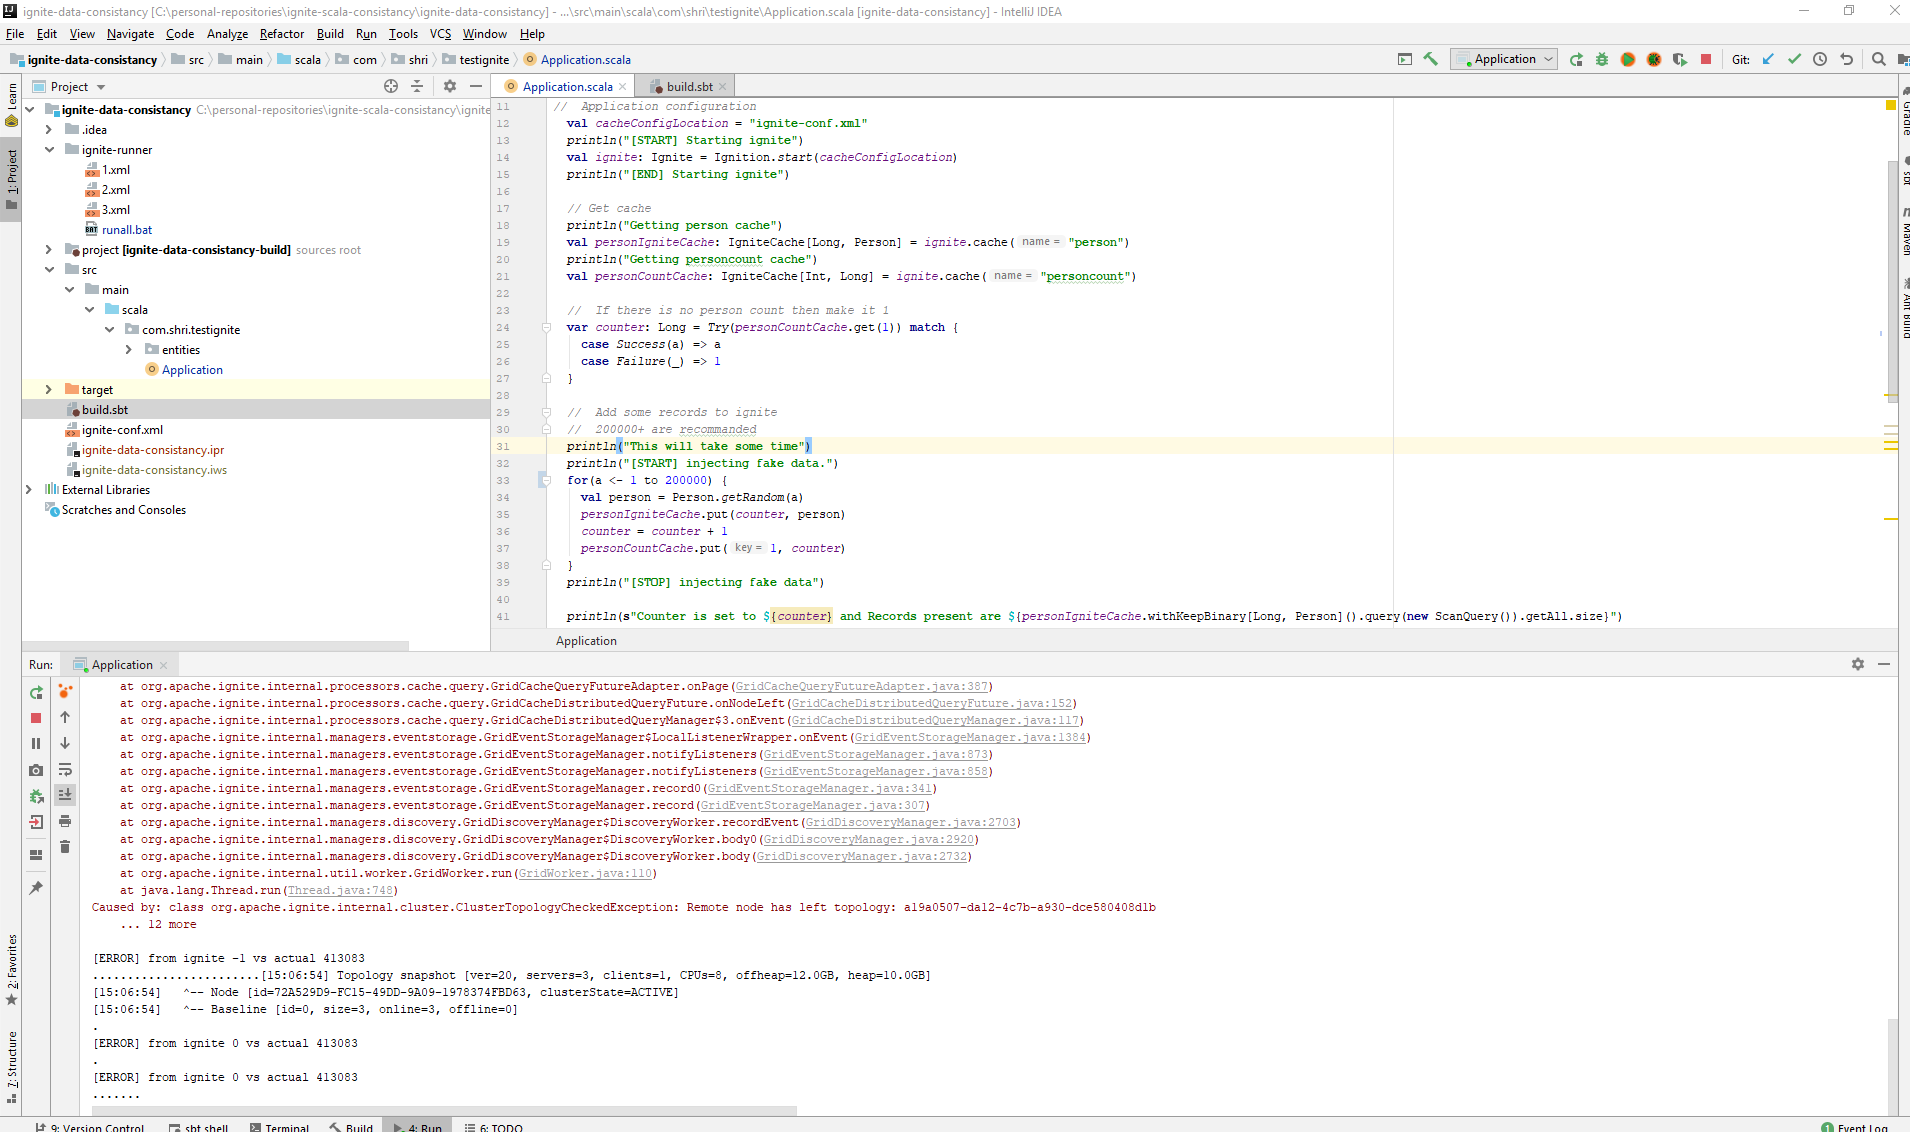 ignite-data-consistancy [C:\personal-repositories\ignite-scala-consistancy\ignite-data-consistancy] - ...\src\main\scala\com\shri\testignite\Application.scala [ignite-data-consistancy] - IntelliJ IDEA
File Edit View Navigate Code Analyze Refactor Build Run Tools VCS Window Help
ignite-data-consistancy src main scala com shri testignite Application.scala Application Git:
Project
Application.scala build.sbt
ignite-data-consistancy C:\personal-repositories\ignite-scala-consistancy\ignite
.idea
ignite-runner
1.xml
2.xml
3.xml
runall.bat
project [ignite-data-consistancy-build] sources root
src
main
scala
com.shri.testignite
entities
Application
target
build.sbt
ignite-conf.xml
ignite-data-consistancy.ipr
ignite-data-consistancy.iws
External Libraries
Scratches and Consoles
Learn
1: Project
2: Favorites
7: Structure
Gradle
sbt
Maven
Ant Build
11 // Application configuration
12 val cacheConfigLocation = "ignite-conf.xml"
13 println("[START] Starting ignite")
14 val ignite: Ignite = Ignition.start(cacheConfigLocation)
15 println("[END] Starting ignite")
16
17 // Get cache
18 println("Getting person cache")
19 val personIgniteCache: IgniteCache[Long, Person] = ignite.cache( name = "person")
20 println("Getting personcount cache")
21 val personCountCache: IgniteCache[Int, Long] = ignite.cache( name = "personcount")
22
23 // If there is no person count then make it 1
24 var counter: Long = Try(personCountCache.get(1)) match {
25 case Success(a) => a
26 case Failure(_) => 1
27 }
28
29 // Add some records to ignite
30 // 200000+ are recommanded
31 println("This will take some time")
32 println("[START] injecting fake data.")
33 for(a <- 1 to 200000) {
34 val person = Person.getRandom(a)
35 personIgniteCache.put(counter, person)
36 counter = counter + 1
37 personCountCache.put( key = 1, counter)
38 }
39 println("[STOP] injecting fake data")
40
41 println(s"Counter is set to ${counter} and Records present are ${personIgniteCache.withKeepBinary[Long, Person]().query(new ScanQuery()).getAll.size}")
Application
Run: Application
at org.apache.ignite.internal.processors.cache.query.GridCacheQueryFutureAdapter.onPage(GridCacheQueryFutureAdapter.java:387)
at org.apache.ignite.internal.processors.cache.query.GridCacheDistributedQueryFuture.onNodeLeft(GridCacheDistributedQueryFuture.java:152)
at org.apache.ignite.internal.processors.cache.query.GridCacheDistributedQueryManager$3.onEvent(GridCacheDistributedQueryManager.java:117)
at org.apache.ignite.internal.managers.eventstorage.GridEventStorageManager$LocalListenerWrapper.onEvent(GridEventStorageManager.java:1384)
at org.apache.ignite.internal.managers.eventstorage.GridEventStorageManager.notifyListeners(GridEventStorageManager.java:873)
at org.apache.ignite.internal.managers.eventstorage.GridEventStorageManager.notifyListeners(GridEventStorageManager.java:858)
at org.apache.ignite.internal.managers.eventstorage.GridEventStorageManager.record0(GridEventStorageManager.java:341)
at org.apache.ignite.internal.managers.eventstorage.GridEventStorageManager.record(GridEventStorageManager.java:307)
at org.apache.ignite.internal.managers.discovery.GridDiscoveryManager$DiscoveryWorker.recordEvent(GridDiscoveryManager.java:2703)
at org.apache.ignite.internal.managers.discovery.GridDiscoveryManager$DiscoveryWorker.body0(GridDiscoveryManager.java:2920)
at org.apache.ignite.internal.managers.discovery.GridDiscoveryManager$DiscoveryWorker.body(GridDiscoveryManager.java:2732)
at org.apache.ignite.internal.util.worker.GridWorker.run(GridWorker.java:110)
at java.lang.Thread.run(Thread.java:748)
Caused by: class org.apache.ignite.internal.cluster.ClusterTopologyCheckedException: Remote node has left topology: a19a0507-da12-4c7b-a930-dce580408d1b
... 12 more
[ERROR] from ignite -1 vs actual 413083
........................[15:06:54] Topology snapshot [ver=20, servers=3, clients=1, CPUs=8, offheap=12.0GB, heap=10.0GB]
[15:06:54] ^-- Node [id=72A529D9-FC15-49DD-9A09-1978374FBD63, clusterState=ACTIVE]
[15:06:54] ^-- Baseline [id=0, size=3, online=3, offline=0]
.
[ERROR] from ignite 0 vs actual 413083
.
[ERROR] from ignite 0 vs actual 413083
.......
9: Version Control sbt shell Terminal Build 4: Run 6: TODO 1 Event Log